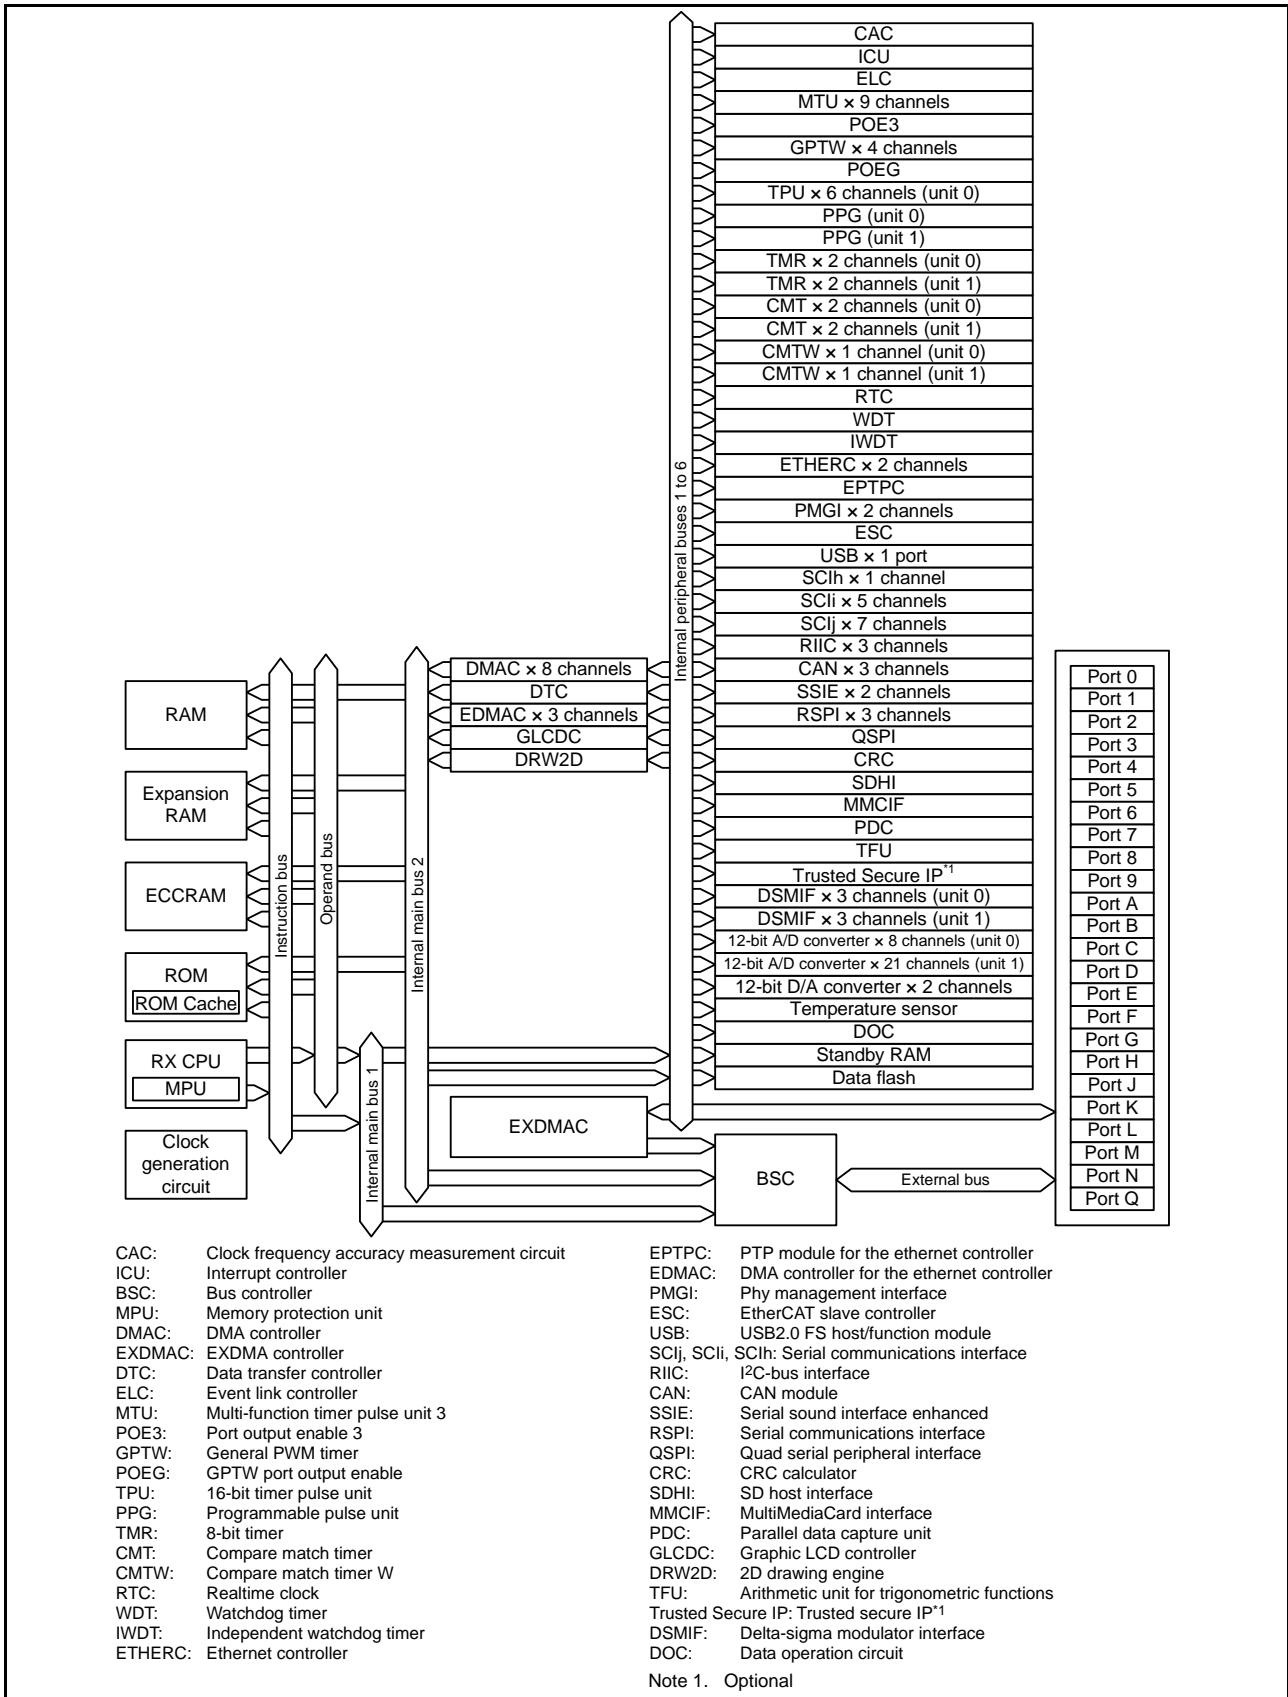 CAC
ICU
ELC
MTU × 9 channels
POE3
GPTW × 4 channels
POEG
TPU × 6 channels (unit 0)
PPG (unit 0)
PPG (unit 1)
TMR × 2 channels (unit 0)
TMR × 2 channels (unit 1)
CMT × 2 channels (unit 0)
CMT × 2 channels (unit 1)
CMTW × 1 channel (unit 0)
CMTW × 1 channel (unit 1)
RTC
WDT
IWDT
ETHERC × 2 channels
EPTPC
PMGI × 2 channels
ESC
USB × 1 port
SCIh × 1 channel
SCIi × 5 channels
SCIj × 7 channels
RIIC × 3 channels
CAN × 3 channels
SSIE × 2 channels
RSPI × 3 channels
QSPI
CRC
SDHI
MMCIF
PDC
TFU
Trusted Secure IP*1
DSMIF × 3 channels (unit 0)
DSMIF × 3 channels (unit 1)
12-bit A/D converter × 8 channels (unit 0)
12-bit A/D converter × 21 channels (unit 1)
12-bit D/A converter × 2 channels
Temperature sensor
DOC
Standby RAM
Data flash
Internal peripheral buses 1 to 6
DMAC × 8 channels
DTC
EDMAC × 3 channels
GLCDC
DRW2D
RAM
Expansion
RAM
ECCRAM
ROM
ROM Cache
RX CPU
MPU
Clock
generation
circuit
Instruction bus
Operand bus
Internal main bus 1
Internal main bus 2
EXDMAC
BSC
External bus
Port 0
Port 1
Port 2
Port 3
Port 4
Port 5
Port 6
Port 7
Port 8
Port 9
Port A
Port B
Port C
Port D
Port E
Port F
Port G
Port H
Port J
Port K
Port L
Port M
Port N
Port Q
CAC: Clock frequency accuracy measurement circuit
ICU: Interrupt controller
BSC: Bus controller
MPU: Memory protection unit
DMAC: DMA controller
EXDMAC: EXDMA controller
DTC: Data transfer controller
ELC: Event link controller
MTU: Multi-function timer pulse unit 3
POE3: Port output enable 3
GPTW: General PWM timer
POEG: GPTW port output enable
TPU: 16-bit timer pulse unit
PPG: Programmable pulse unit
TMR: 8-bit timer
CMT: Compare match timer
CMTW: Compare match timer W
RTC: Realtime clock
WDT: Watchdog timer
IWDT: Independent watchdog timer
ETHERC: Ethernet controller
EPTPC: PTP module for the ethernet controller
EDMAC: DMA controller for the ethernet controller
PMGI: Phy management interface
ESC: EtherCAT slave controller
USB: USB2.0 FS host/function module
SCIj, SCIi, SCIh: Serial communications interface
RIIC: I2C-bus interface
CAN: CAN module
SSIE: Serial sound interface enhanced
RSPI: Serial communications interface
QSPI: Quad serial peripheral interface
CRC: CRC calculator
SDHI: SD host interface
MMCIF: MultiMediaCard interface
PDC: Parallel data capture unit
GLCDC: Graphic LCD controller
DRW2D: 2D drawing engine
TFU: Arithmetic unit for trigonometric functions
Trusted Secure IP: Trusted secure IP*1
DSMIF: Delta-sigma modulator interface
DOC: Data operation circuit
Note 1. Optional